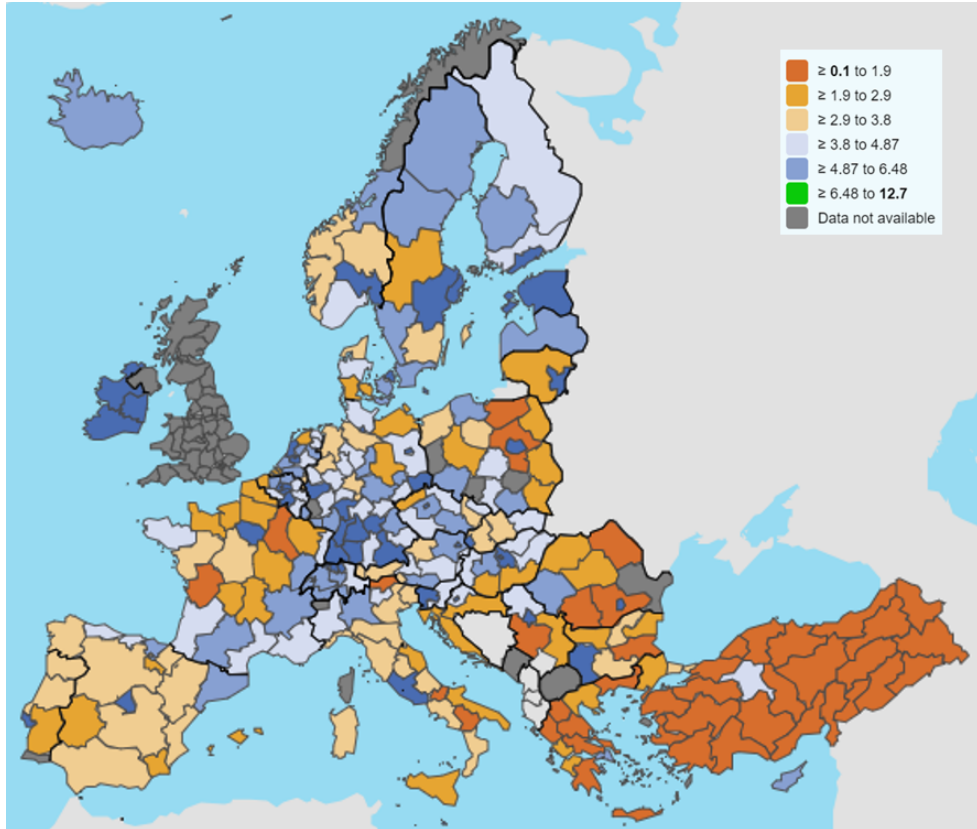 ≥ 0.1 to 1.9
≥ 1.9 to 2.9
≥ 2.9 to 3.8
≥ 3.8 to 4.87
≥ 4.87 to 6.48
≥ 6.48 to 12.7
Data not available